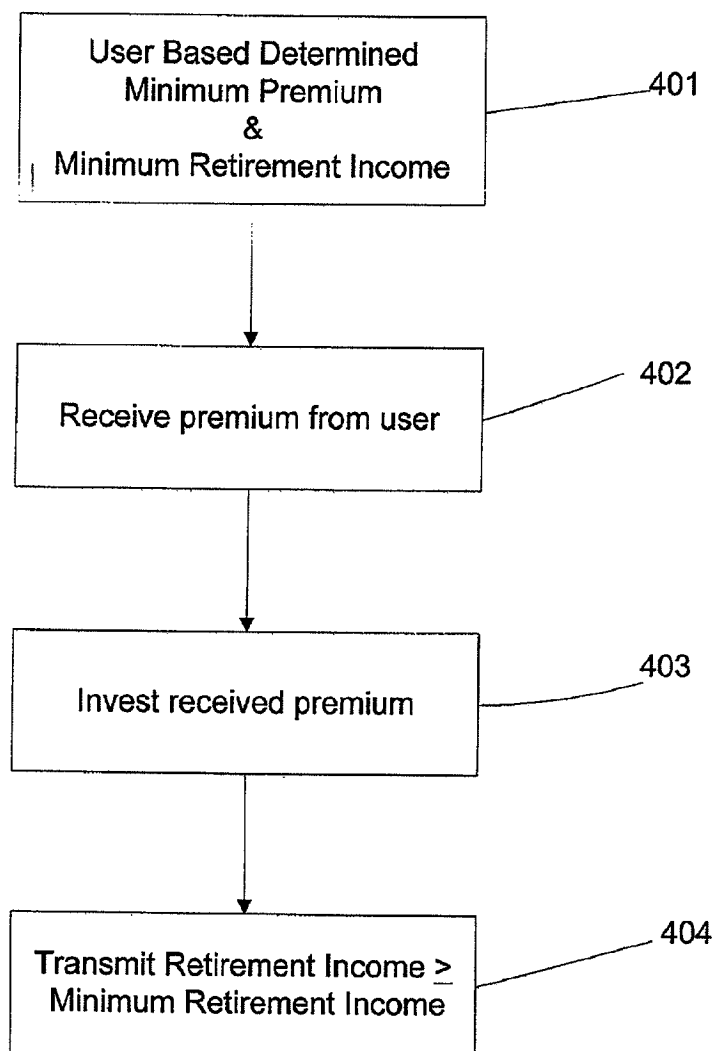 User Based Determined
Minimum Premium
&
Minimum Retirement Income
401
Receive premium from user
402
Invest received premium
403
Transmit Retirement Income ≥
Minimum Retirement Income
404